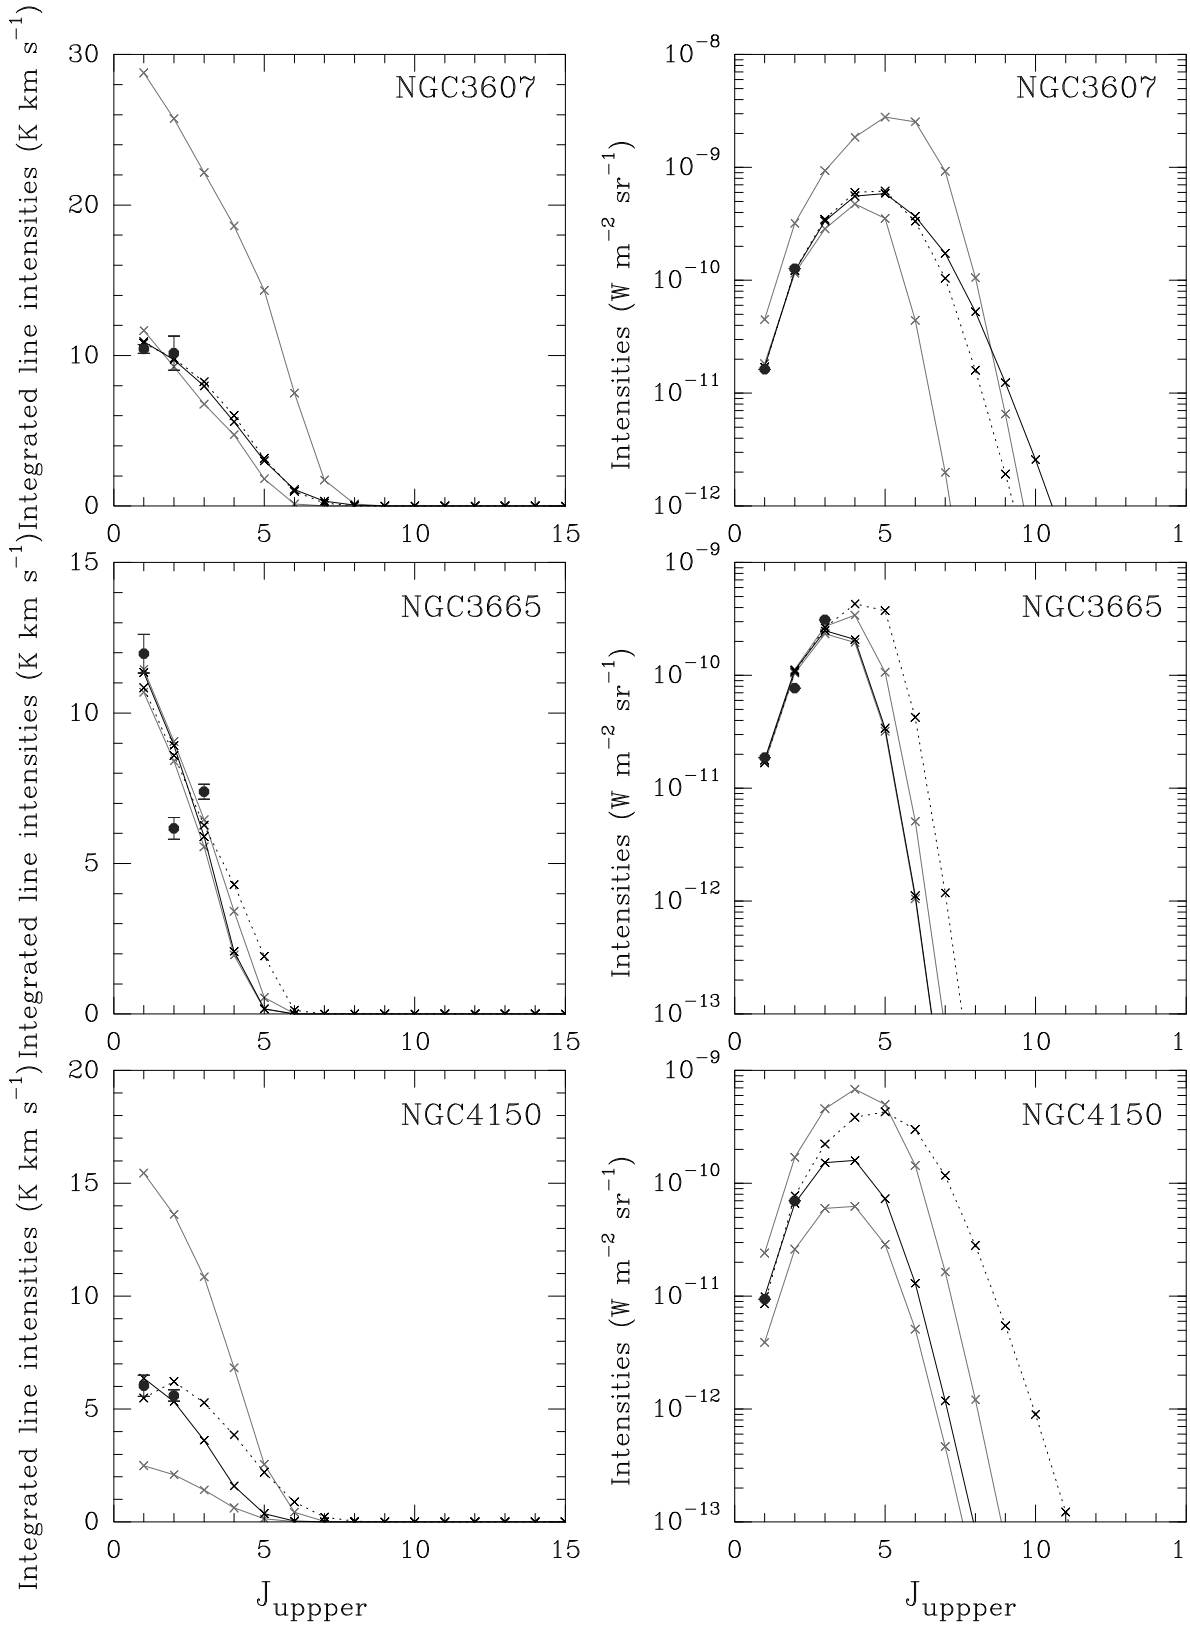 NGC3607
Integrated line intensities (K km s⁻¹)
30
20
10
0
0 5 10 15
NGC3607
Intensities (W m⁻² sr⁻¹)
10⁻⁸
10⁻⁹
10⁻¹⁰
10⁻¹¹
10⁻¹²
0 5 10 1
NGC3665
Integrated line intensities (K km s⁻¹)
15
10
5
0
0 5 10 15
NGC3665
Intensities (W m⁻² sr⁻¹)
10⁻⁹
10⁻¹⁰
10⁻¹¹
10⁻¹²
10⁻¹³
0 5 10 1
NGC4150
Integrated line intensities (K km s⁻¹)
20
15
10
5
0
0 5 10 15
J_uppper
NGC4150
Intensities (W m⁻² sr⁻¹)
10⁻⁹
10⁻¹⁰
10⁻¹¹
10⁻¹²
10⁻¹³
0 5 10 1
J_uppper